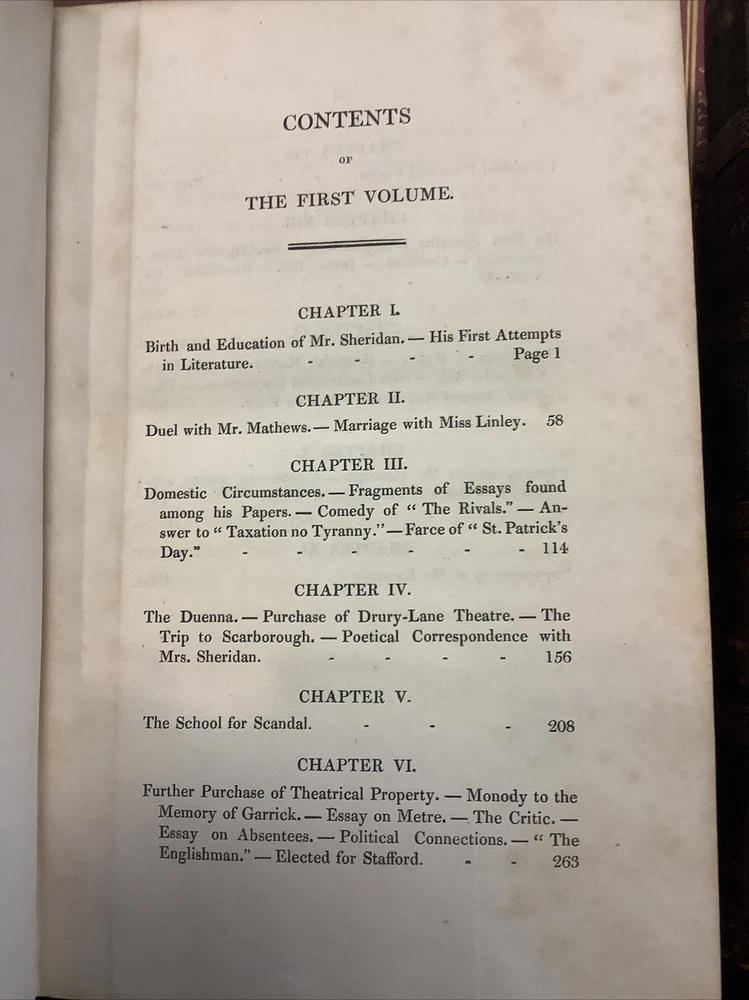 CONTENTS
OF
THE FIRST VOLUME.
CHAPTER I.
Birth and Education of Mr. Sheridan. — His First Attempts
in Literature. - - - - Page 1
CHAPTER II.
Duel with Mr. Mathews. — Marriage with Miss Linley. 58
CHAPTER III.
Domestic Circumstances. — Fragments of Essays found
among his Papers. — Comedy of “ The Rivals.” — An-
swer to “ Taxation no Tyranny.” — Farce of “ St. Patrick's
Day.” - - - - - - 114
CHAPTER IV.
The Duenna. — Purchase of Drury-Lane Theatre. — The
Trip to Scarborough. — Poetical Correspondence with
Mrs. Sheridan. - - - - 156
CHAPTER V.
The School for Scandal. - - - 208
CHAPTER VI.
Further Purchase of Theatrical Property. — Monody to the
Memory of Garrick. — Essay on Metre. — The Critic. —
Essay on Absentees. — Political Connections. — “ The
Englishman.” — Elected for Stafford. - - 263